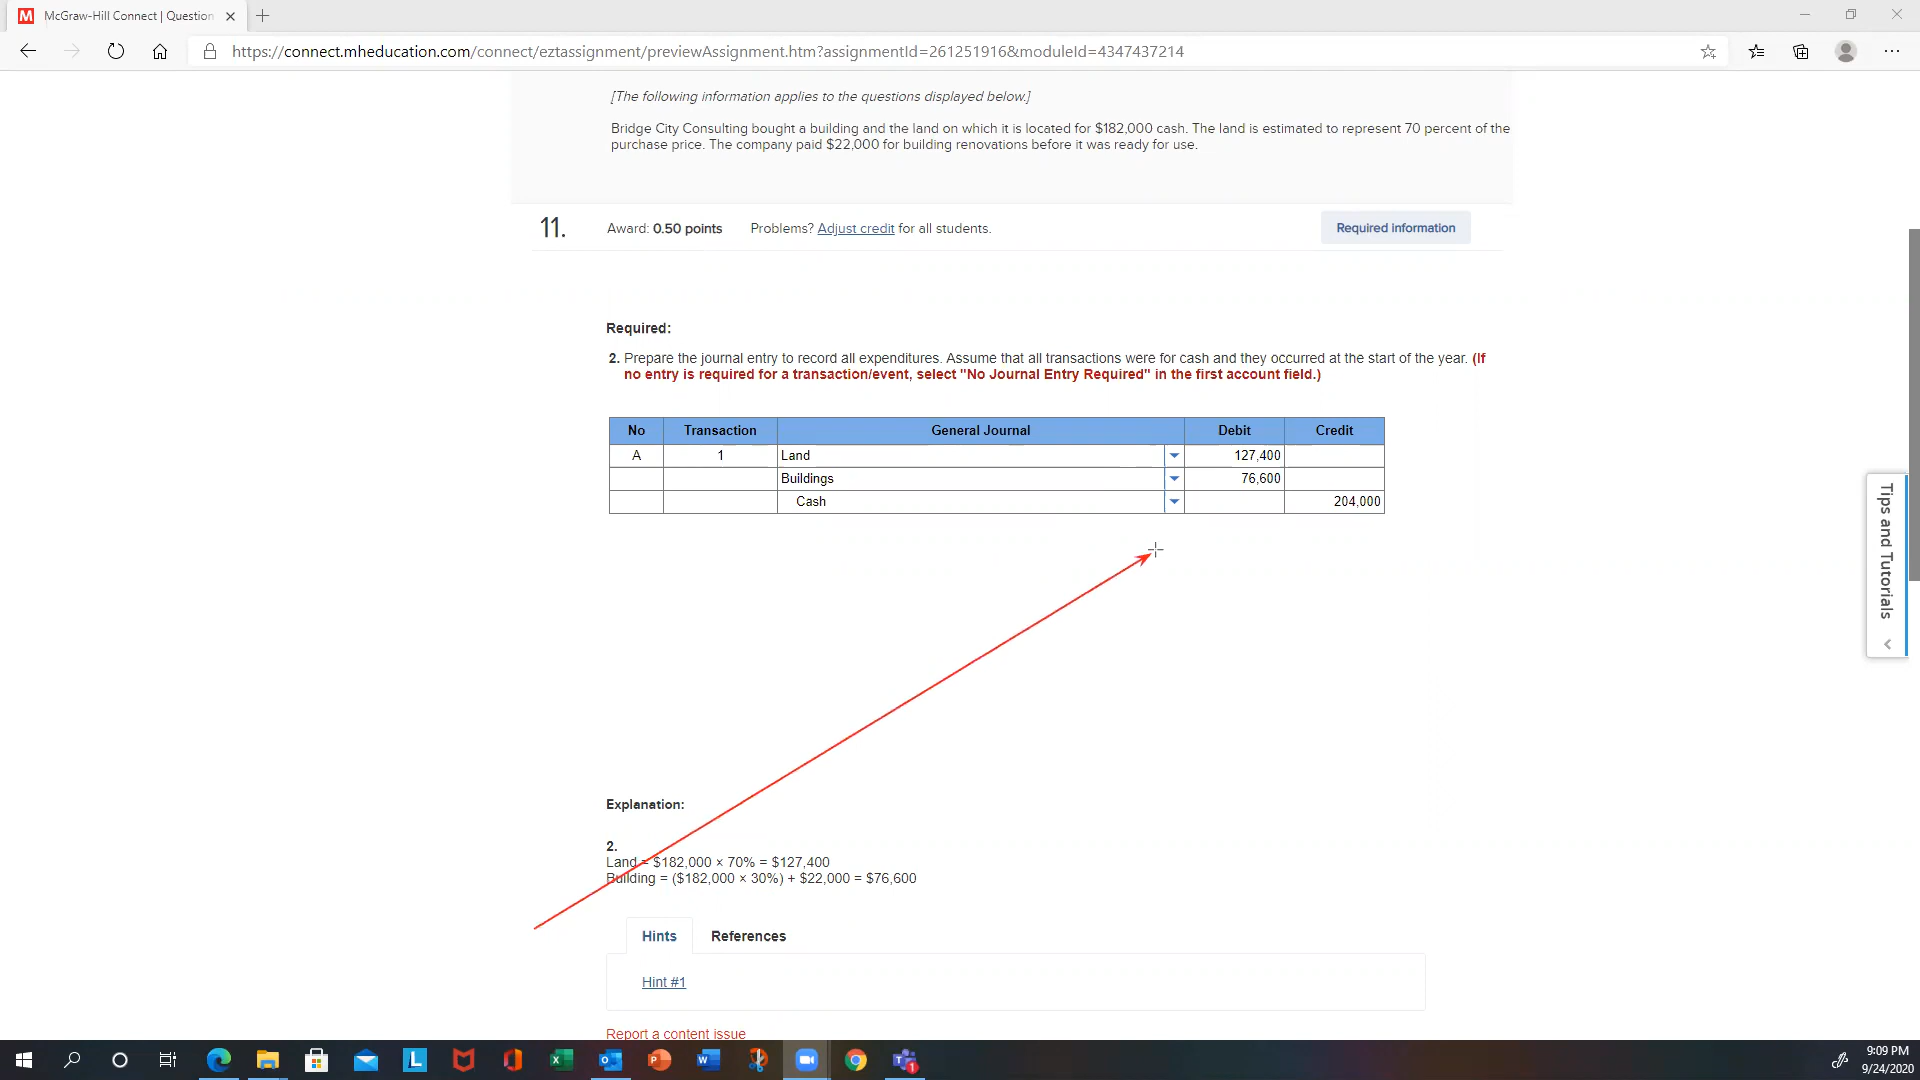 McGraw-Hill Connect | Question
https://connect.mheducation.com/connect/eztassignment/previewAssignment.htm?assignmentId=261251916&moduleId=4347437214
[The following information applies to the questions displayed below.]
Bridge City Consulting bought a building and the land on which it is located for $182,000 cash. The land is estimated to represent 70 percent of the
purchase price. The company paid $22,000 for building renovations before it was ready for use.
11. Award: 0.50 points Problems? Adjust credit for all students. Required information
Required:
2. Prepare the journal entry to record all expenditures. Assume that all transactions were for cash and they occurred at the start of the year. (If
no entry is required for a transaction/event, select "No Journal Entry Required" in the first account field.)
No Transaction General Journal Debit Credit
A 1 Land 127,400
Buildings 76,600
Cash 204,000
Tips and Tutorials
Explanation:
2.
Land = $182,000 × 70% = $127,400
Building = ($182,000 × 30%) + $22,000 = $76,600
Hints References
Hint #1
Report a content issue
9:09 PM
9/24/2020